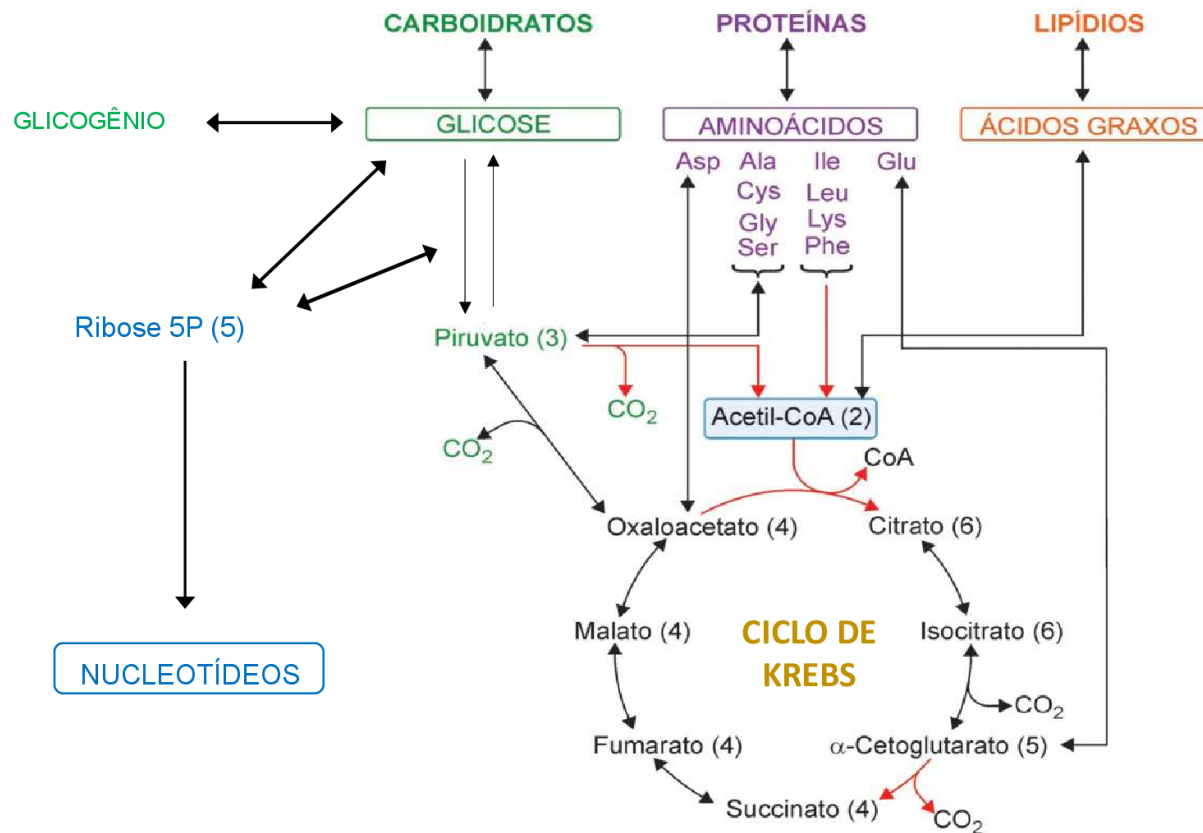 CARBOIDRATOS
PROTEÍNAS
LIPÍDIOS
GLICOGÊNIO
GLICOSE
AMINOÁCIDOS
ÁCIDOS GRAXOS
Asp
Ala
Cys
Gly
Ser
Ile
Leu
Lys
Phe
Glu
Ribose 5P (5)
Piruvato (3)
CO₂
CO₂
Acetil-CoA (2)
CoA
Oxaloacetato (4)
Citrato (6)
Malato (4)
CICLO DE
KREBS
Isocitrato (6)
NUCLEOTÍDEOS
CO₂
Fumarato (4)
α-Cetoglutarato (5)
Succinato (4)
CO₂